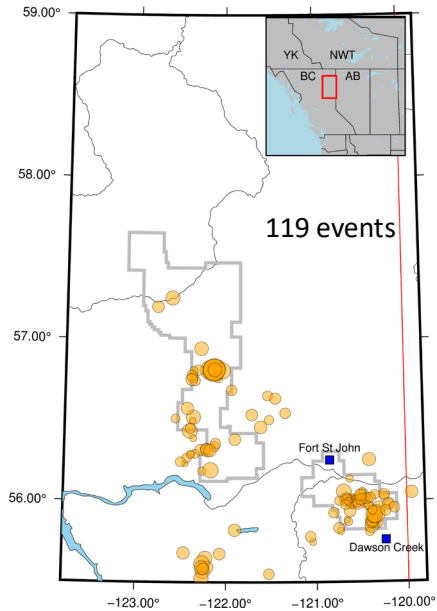 59.00°
YK NWT
BC AB
58.00°
119 events
57.00°
Fort St John
56.00°
Dawson Creek
−123.00° −122.00° −121.00° −120.00°